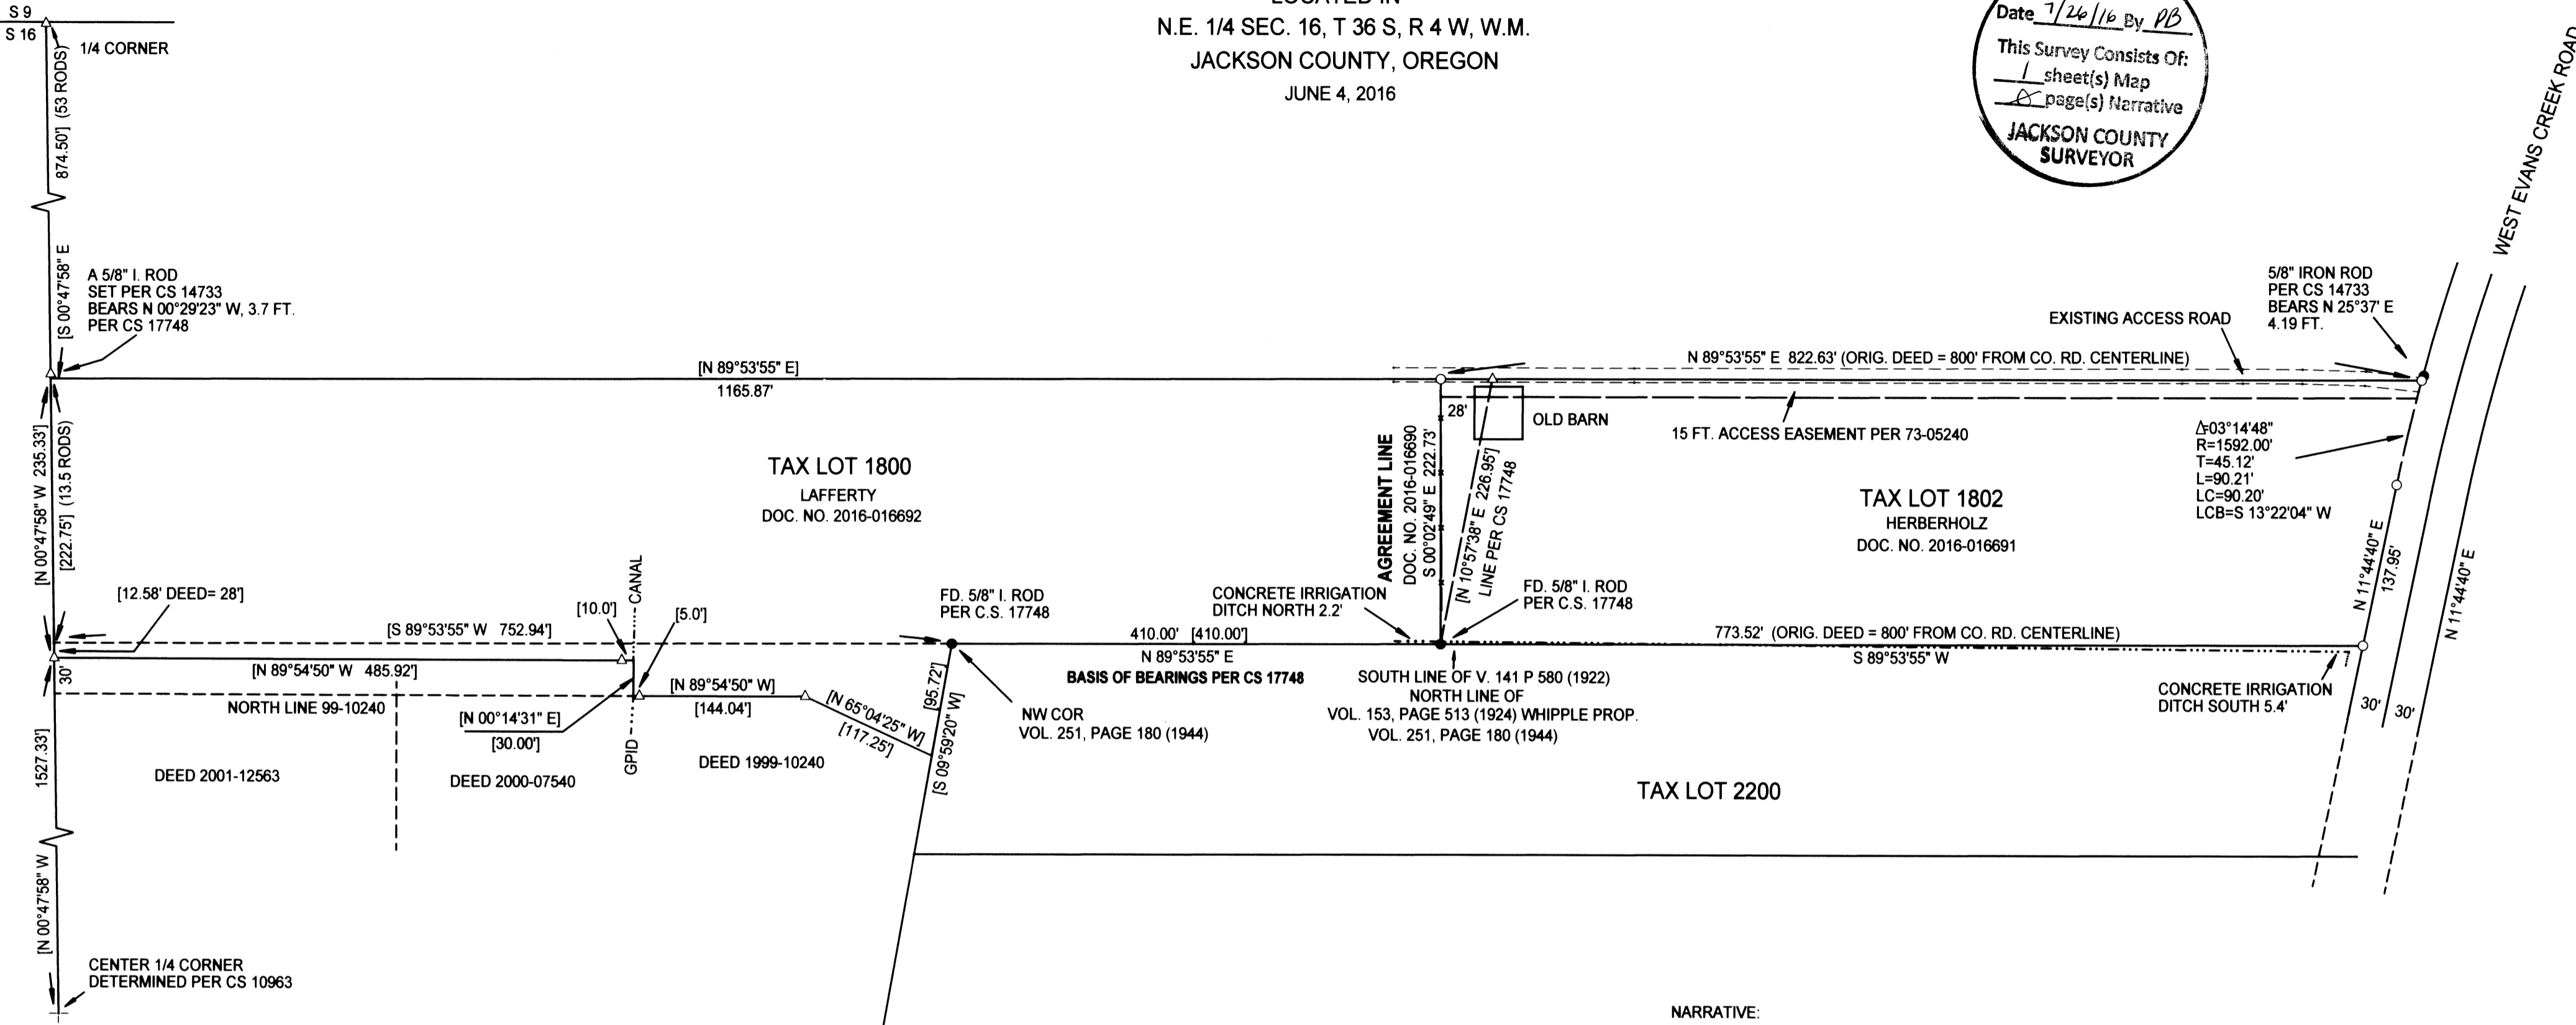 LOCATED IN
N.E. 1/4 SEC. 16, T 36 S, R 4 W, W.M.
JACKSON COUNTY, OREGON
JUNE 4, 2016
Date 7/26/16 By PB
This Survey Consists Of:
1 sheet(s) Map
page(s) Narrative
JACKSON COUNTY
SURVEYOR
WEST EVANS CREEK ROAD
S 9
S 16
1/4 CORNER
874.50'] (53 RODS)
[S 00°47'58" E
A 5/8" I. ROD
SET PER CS 14733
BEARS N 00°29'23" W, 3.7 FT.
PER CS 17748
[N 89°53'55" E]
1165.87'
N 89°53'55" E 822.63' (ORIG. DEED = 800' FROM CO. RD. CENTERLINE)
EXISTING ACCESS ROAD
5/8" IRON ROD
PER CS 14733
BEARS N 25°37' E
4.19 FT.
28'
OLD BARN
15 FT. ACCESS EASEMENT PER 73-05240
Δ=03°14'48"
R=1592.00'
T=45.12'
L=90.21'
LC=90.20'
LCB=S 13°22'04" W
[N 00°47'58" W 235.33']
[222.75'] (13.5 RODS)
TAX LOT 1800
LAFFERTY
DOC. NO. 2016-016692
AGREEMENT LINE
DOC. NO. 2016-016690
S 00°02'49" E 222.73'
[N 10°57'38" E 226.95']
LINE PER CS 17748
TAX LOT 1802
HERBERHOLZ
DOC. NO. 2016-016691
N 11°44'40" E
137.95'
N 11°44'40" E
[12.58' DEED= 28']
[S 89°53'55" W 752.94']
[10.0']
CANAL
[5.0']
FD. 5/8" I. ROD
PER C.S. 17748
CONCRETE IRRIGATION
DITCH NORTH 2.2'
FD. 5/8" I. ROD
PER C.S. 17748
410.00' [410.00']
N 89°53'55" E
BASIS OF BEARINGS PER CS 17748
773.52' (ORIG. DEED = 800' FROM CO. RD. CENTERLINE)
S 89°53'55" W
30'
[N 89°54'50" W 485.92']
NORTH LINE 99-10240
[N 00°14'31" E]
[30.00']
[N 89°54'50" W]
[144.04']
[N 65°04'25" W]
[117.25']
[95.72']
[S 09°59'20" W]
NW COR
VOL. 251, PAGE 180 (1944)
SOUTH LINE OF V. 141 P 580 (1922)
NORTH LINE OF
VOL. 153, PAGE 513 (1924) WHIPPLE PROP.
VOL. 251, PAGE 180 (1944)
CONCRETE IRRIGATION
DITCH SOUTH 5.4'
30'
30'
1527.33']
DEED 2001-12563
DEED 2000-07540
GPID
DEED 1999-10240
TAX LOT 2200
[N 00°47'58" W
CENTER 1/4 CORNER
DETERMINED PER CS 10963
NARRATIVE: